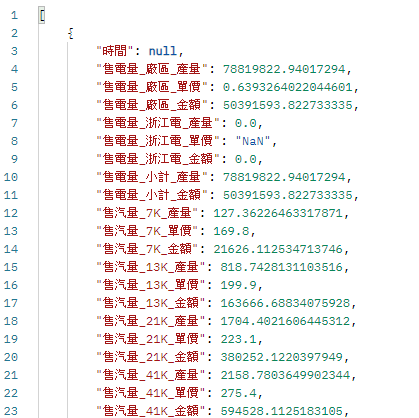 1 [
2 {
3 "時間": null,
4 "售電量_廠區_產量": 78819822.94017294,
5 "售電量_廠區_單價": 0.6393264022044601,
6 "售電量_廠區_金額": 50391593.822733335,
7 "售電量_浙江電_產量": 0.0,
8 "售電量_浙江電_單價": "NaN",
9 "售電量_浙江電_金額": 0.0,
10 "售電量_小計_產量": 78819822.94017294,
11 "售電量_小計_金額": 50391593.822733335,
12 "售汽量_7K_產量": 127.36226463317871,
13 "售汽量_7K_單價": 169.8,
14 "售汽量_7K_金額": 21626.112534713746,
15 "售汽量_13K_產量": 818.7428131103516,
16 "售汽量_13K_單價": 199.9,
17 "售汽量_13K_金額": 163666.68834075928,
18 "售汽量_21K_產量": 1704.4021606445312,
19 "售汽量_21K_單價": 223.1,
20 "售汽量_21K_金額": 380252.1220397949,
21 "售汽量_41K_產量": 2158.7803649902344,
22 "售汽量_41K_單價": 275.4,
23 "售汽量_41K_金額": 594528.1125183105,